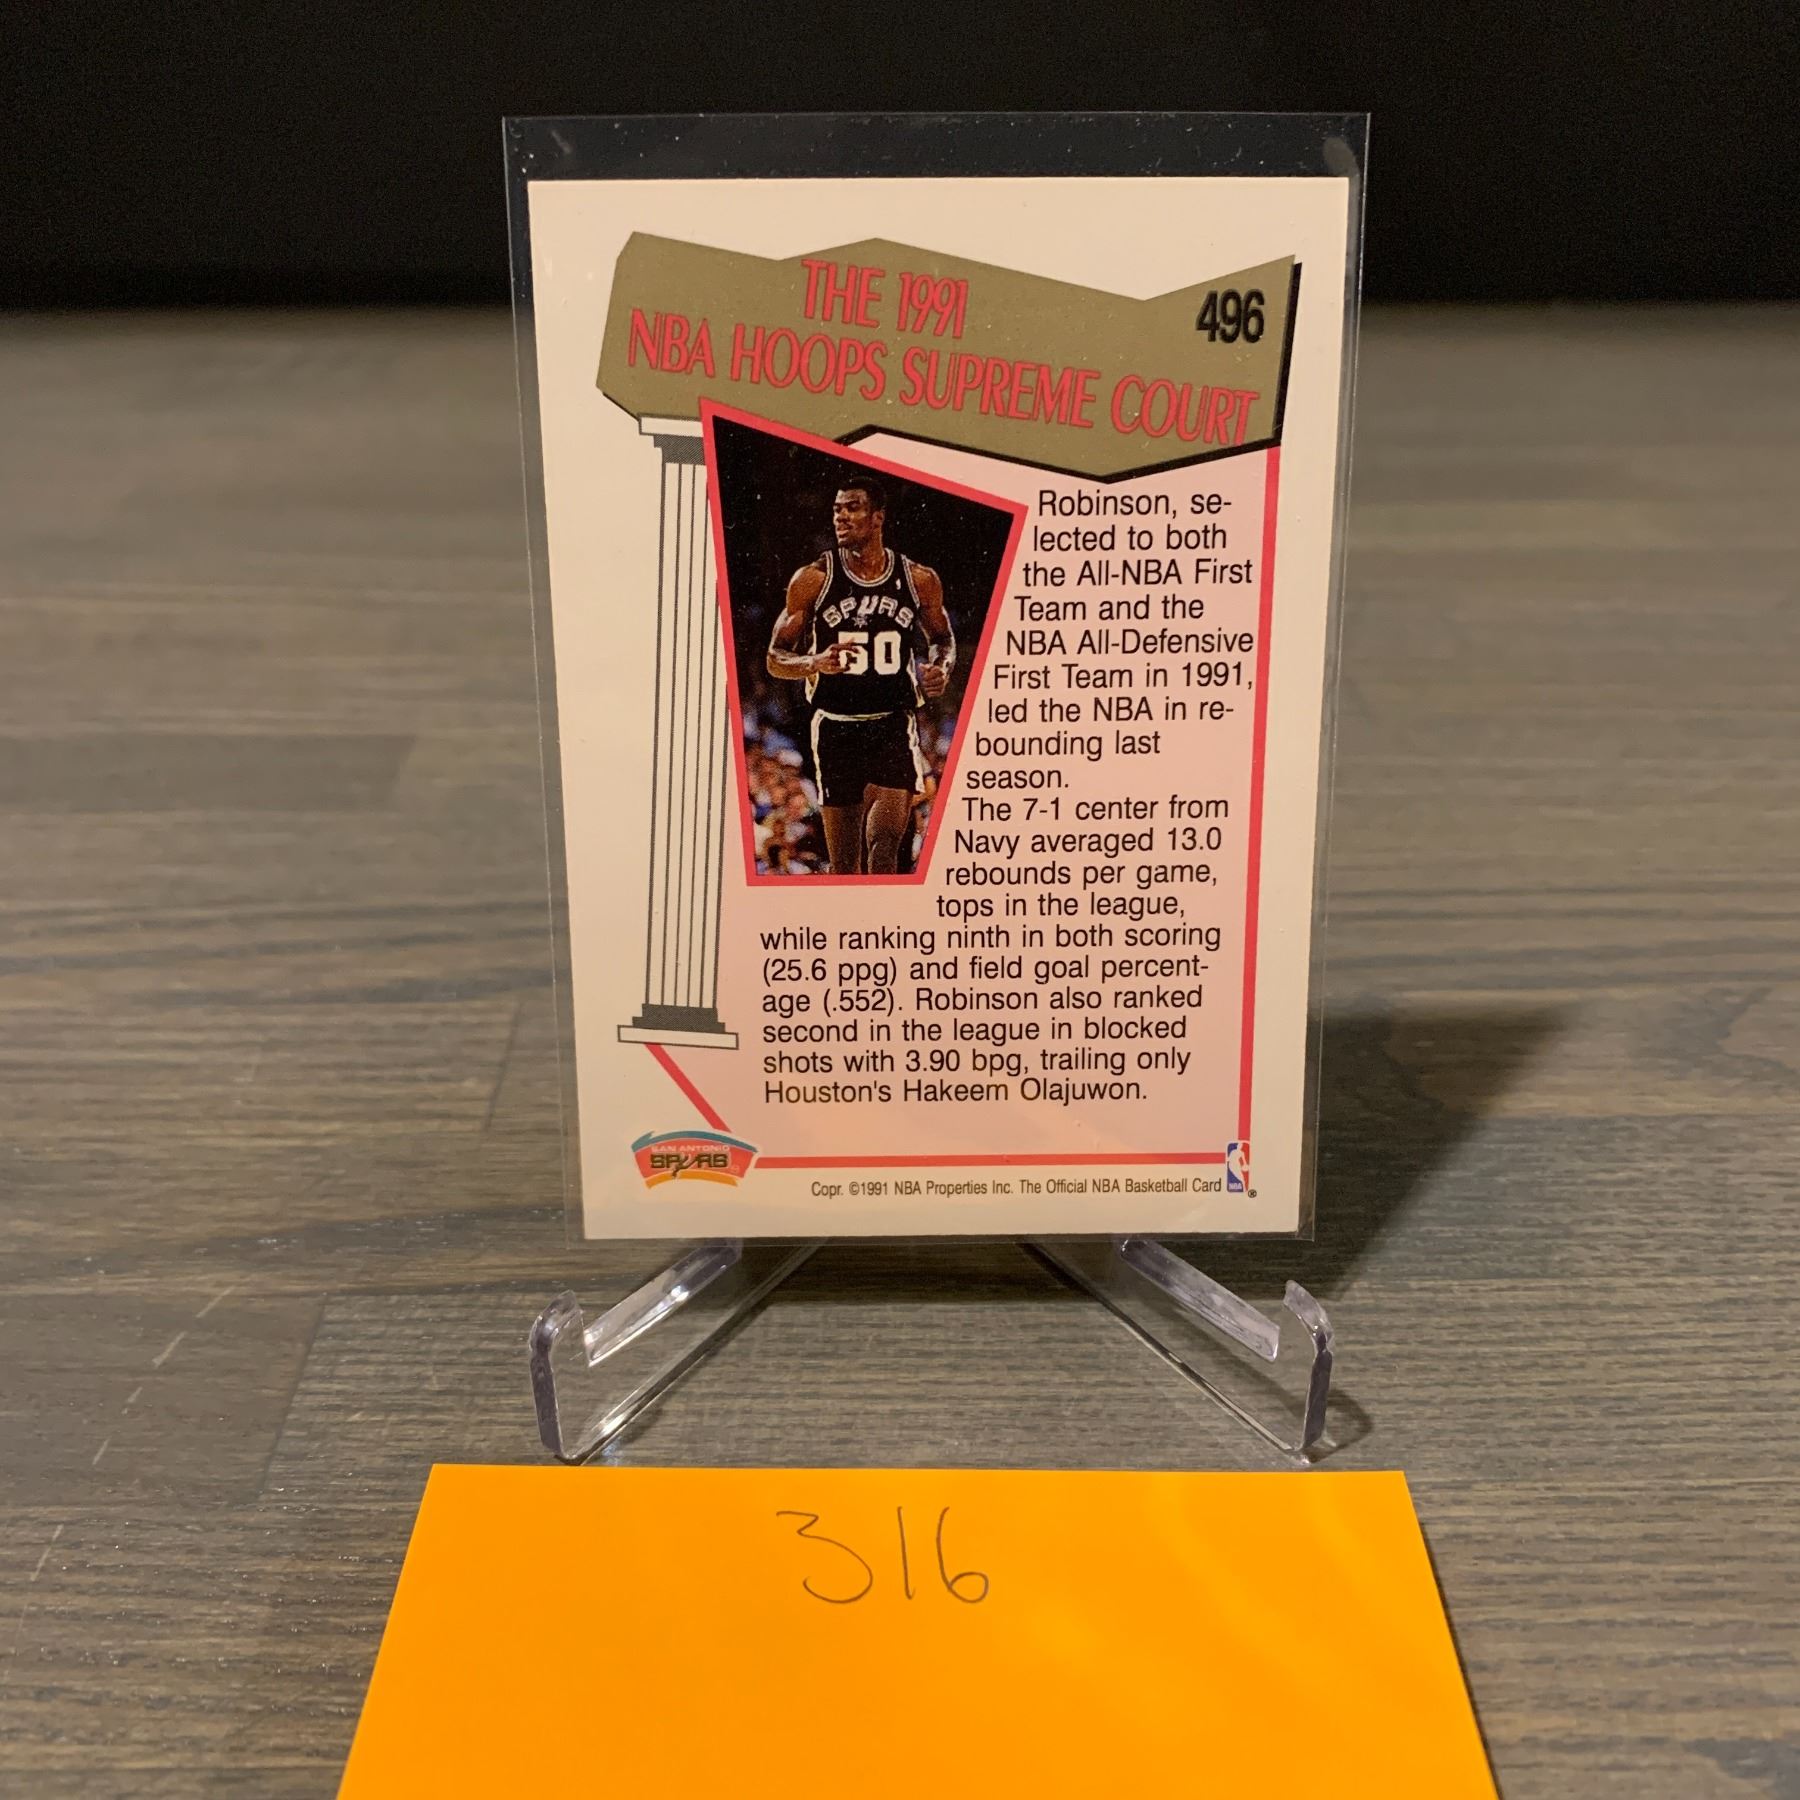 THE 1991
NBA HOOPS SUPREME COURT
496
SPURS
50
Robinson, se-
lected to both
the All-NBA First
Team and the
NBA All-Defensive
First Team in 1991,
led the NBA in re-
bounding last
season.
The 7-1 center from
Navy averaged 13.0
rebounds per game,
tops in the league,
while ranking ninth in both scoring
(25.6 ppg) and field goal percent-
age (.552). Robinson also ranked
second in the league in blocked
shots with 3.90 bpg, trailing only
Houston's Hakeem Olajuwon.
SAN ANTONIO
SPURS
Copr. ©1991 NBA Properties Inc. The Official NBA Basketball Card
NBA
®
316